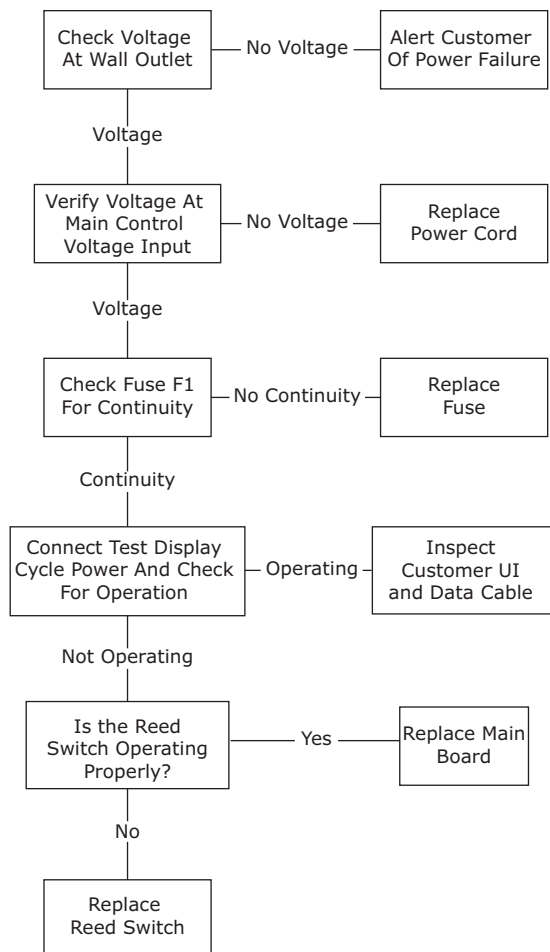 Check Voltage
At Wall Outlet
No Voltage
Alert Customer
Of Power Failure
Voltage
Verify Voltage At
Main Control
Voltage Input
No Voltage
Replace
Power Cord
Voltage
Check Fuse F1
For Continuity
No Continuity
Replace
Fuse
Continuity
Connect Test Display
Cycle Power And Check
For Operation
Operating
Inspect
Customer UI
and Data Cable
Not Operating
Is the Reed
Switch Operating
Properly?
Yes
Replace Main
Board
No
Replace
Reed Switch